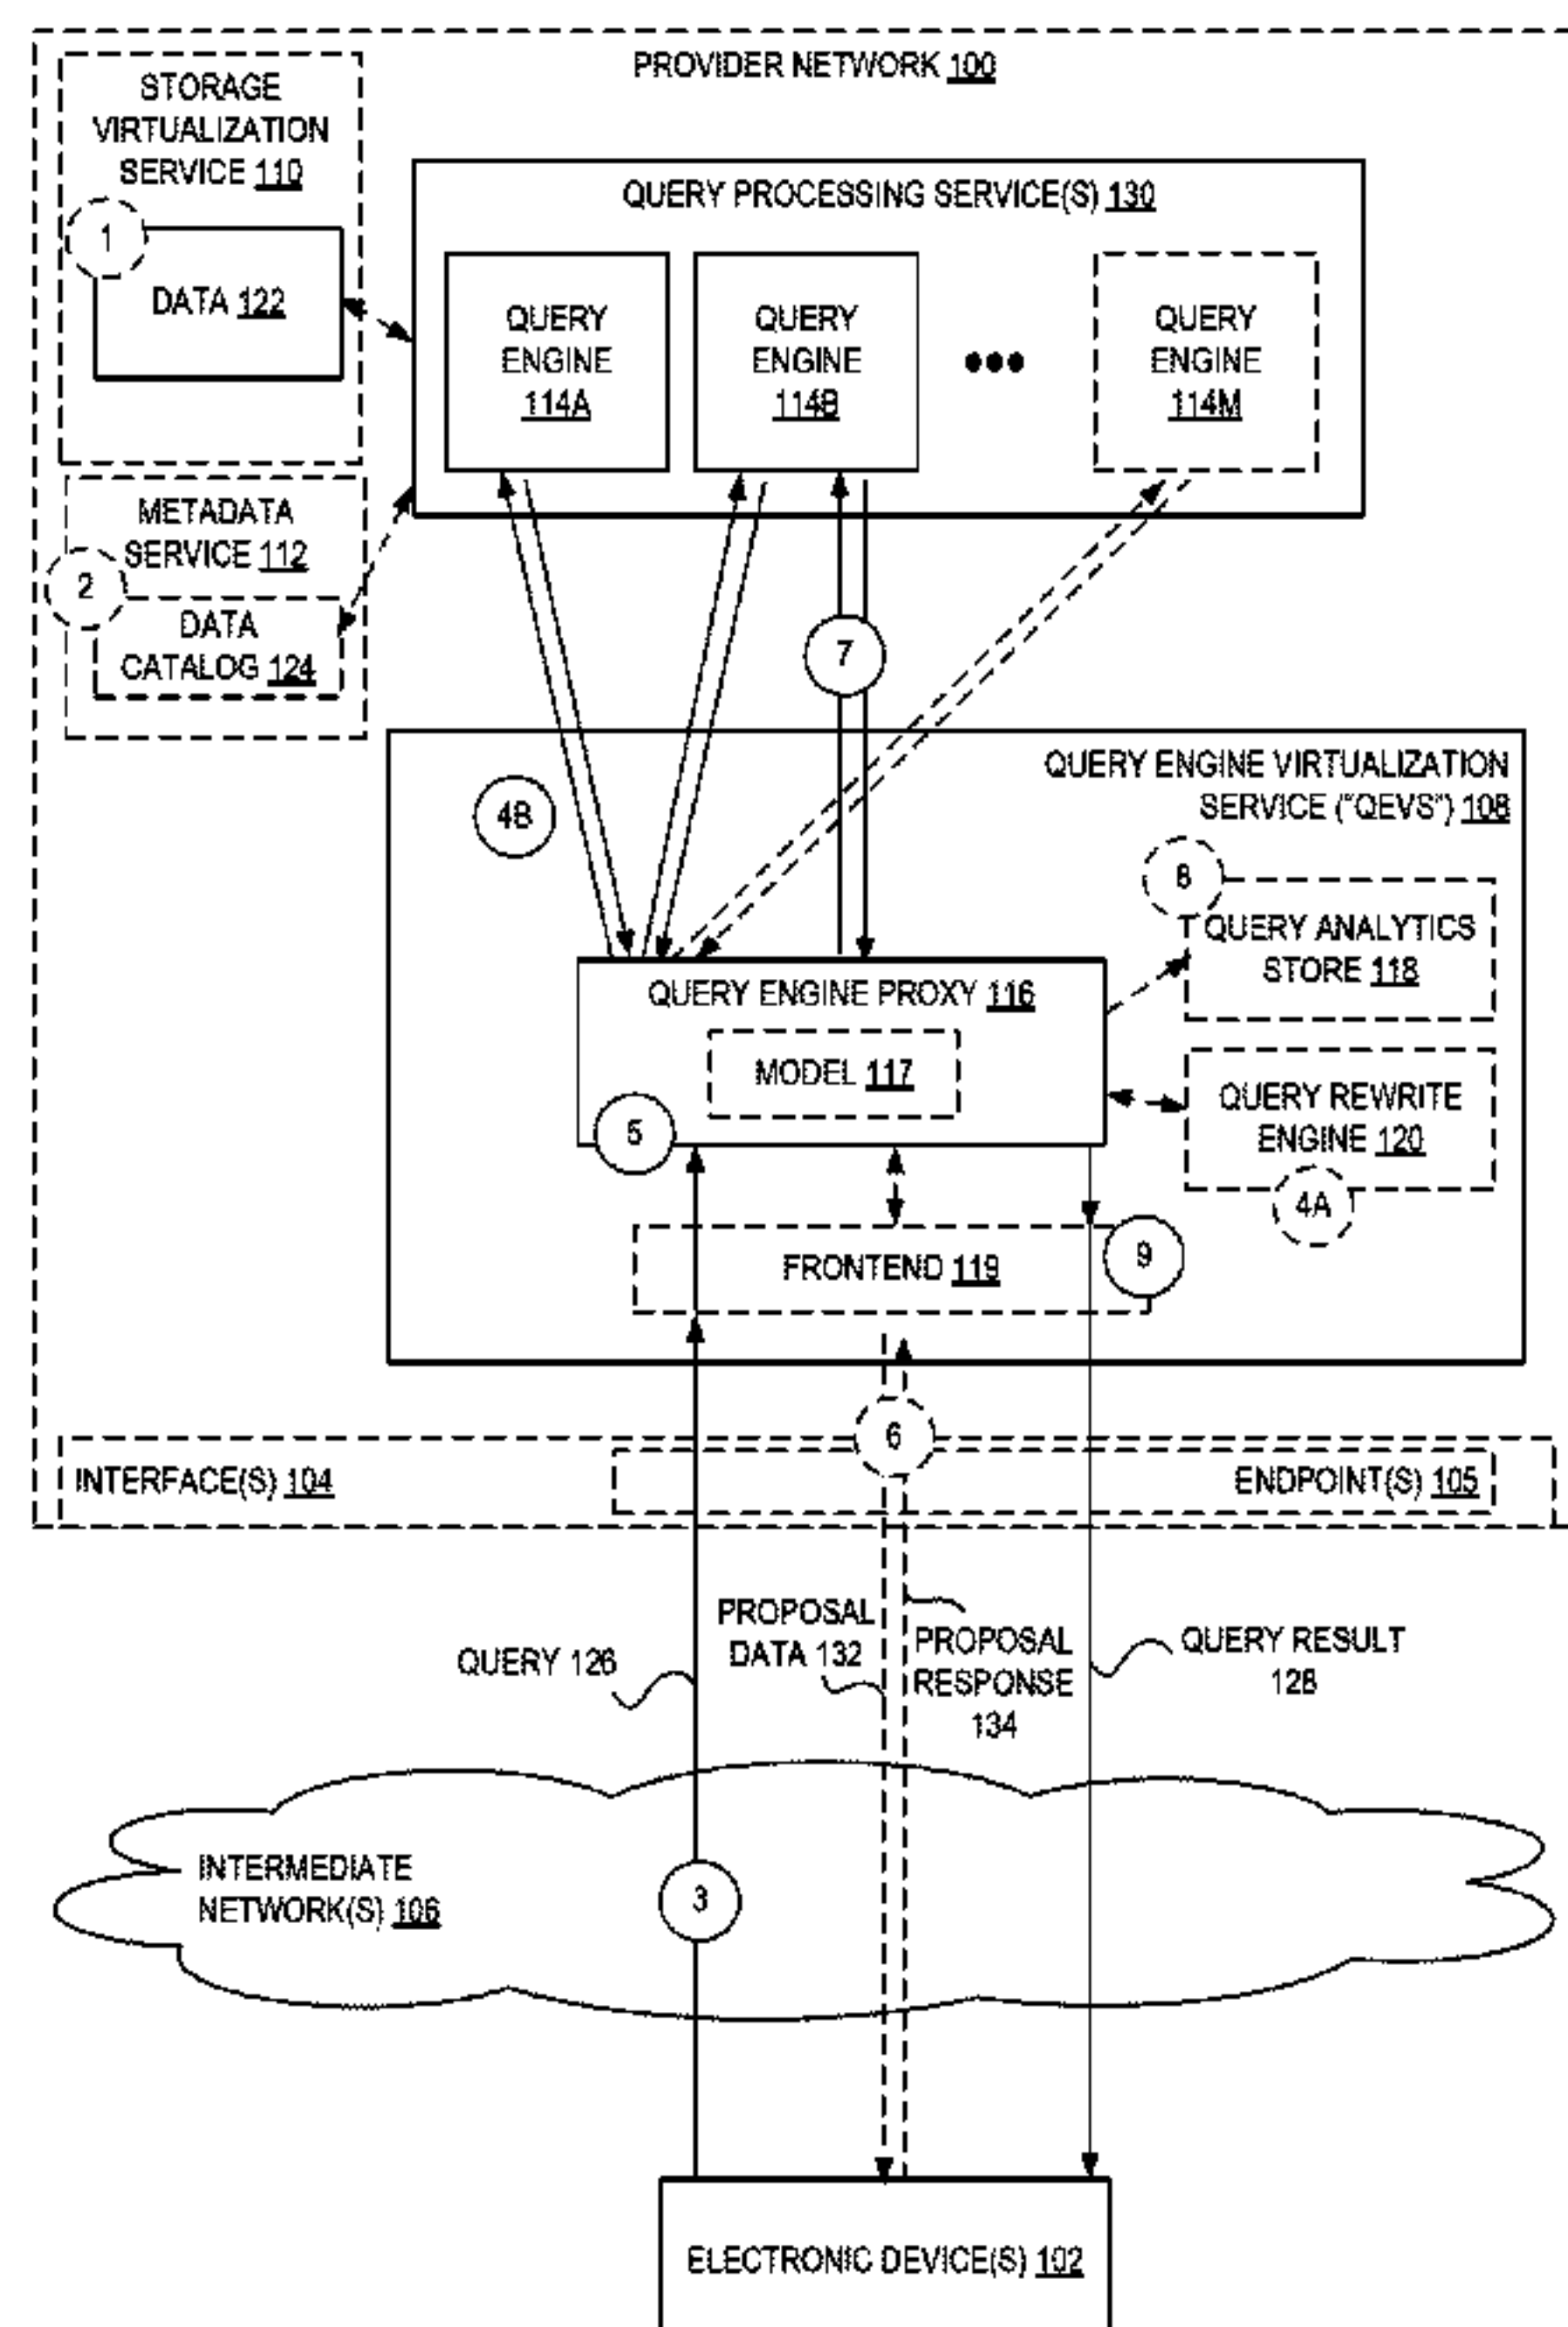 PROVIDER NETWORK 100
STORAGE
VIRTUALIZATION
SERVICE 110
1
DATA 122
QUERY PROCESSING SERVICE(S) 130
QUERY
ENGINE
114A
QUERY
ENGINE
114B
QUERY
ENGINE
114M
METADATA
SERVICE 112
2
DATA
CATALOG 124
7
QUERY ENGINE VIRTUALIZATION
SERVICE ("QEVS") 108
4B
8
QUERY ANALYTICS
STORE 118
QUERY ENGINE PROXY 116
MODEL 117
5
QUERY REWRITE
ENGINE 120
4A
FRONTEND 119
9
6
INTERFACE(S) 104
ENDPOINT(S) 105
QUERY 126
PROPOSAL
DATA 132
PROPOSAL
RESPONSE
134
QUERY RESULT
128
INTERMEDIATE
NETWORK(S) 106
3
ELECTRONIC DEVICE(S) 102